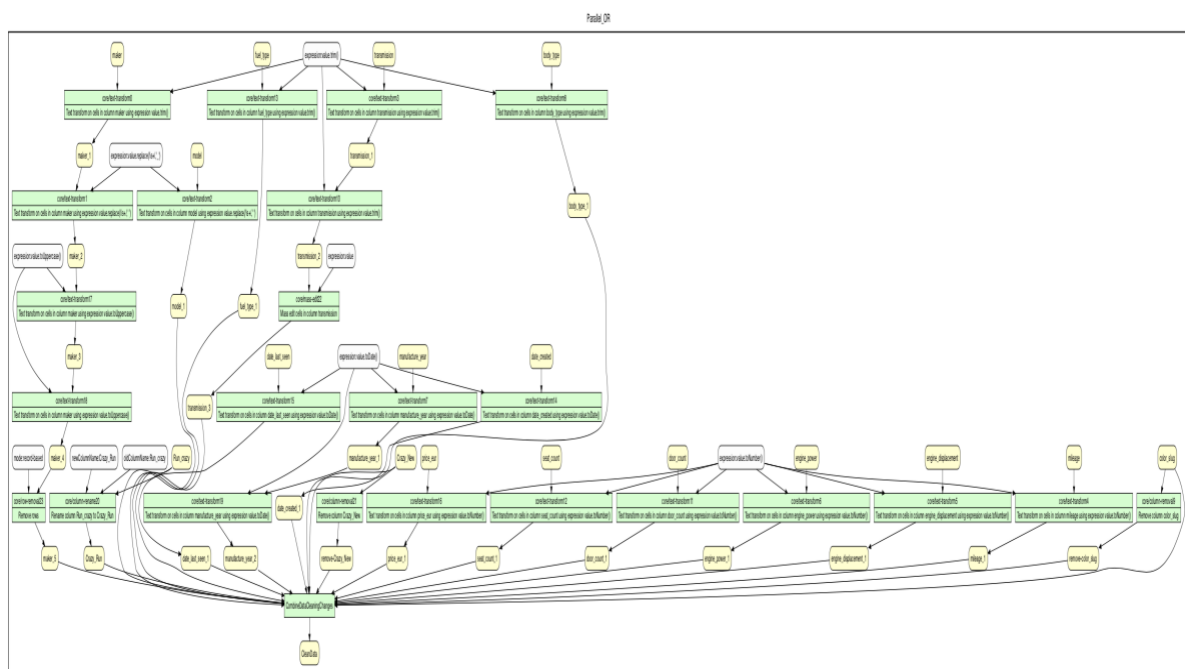 Parallel_OR
maker
fuel_type
expression:value.trim()
transmission
body_type
core/text-transform0
Text transform on cells in column maker using expression value.trim()
core/text-transform13
Text transform on cells in column fuel_type using expression value.trim()
Text transform on cells in column transmission using expression value.trim()
Text transform on cells in column body_type using expression value.trim()
maker_1
model
transmission_1
core/text-transform1
core/text-transform2
core/text-transform10
Text transform on cells in column transmission using expression value.trim()
body_type_1
expression:value.toUppercase()
maker_2
transmission_2
expression:value
core/text-transform17
Text transform on cells in column maker using expression value.toUppercase()
model_1
fuel_type_1
core/mass-edit22
Mass edit cells in column transmission
maker_3
date_last_seen
expression:value.toDate()
manufacture_year
date_created
core/text-transform18
Text transform on cells in column maker using expression value.toUppercase()
transmission_3
core/text-transform15
Text transform on cells in column date_last_seen using expression value.toDate()
core/text-transform7
Text transform on cells in column manufacture_year using expression value.toDate()
core/text-transform14
Text transform on cells in column date_created using expression value.toDate()
mode:record-based
maker_4
newColumnName:Crazy_Run
oldColumnName:Run_crazy
Run_crazy
manufacture_year_1
Crazy_New
price_eur
seat_count
door_count
expression:value.toNumber()
engine_power
engine_displacement
mileage
color_slug
core/row-removal23
Remove rows
core/column-rename20
Rename column Run_crazy to Crazy_Run
core/text-transform19
Text transform on cells in column manufacture_year using expression value.toDate()
date_created_1
core/column-removal21
Remove column Crazy_New
core/text-transform16
Text transform on cells in column price_eur using expression value.toNumber()
core/text-transform12
Text transform on cells in column seat_count using expression value.toNumber()
core/text-transform11
Text transform on cells in column door_count using expression value.toNumber()
Text transform on cells in column engine_power using expression value.toNumber()
core/text-transform5
Text transform on cells in column engine_displacement using expression value.toNumber()
core/text-transform4
Text transform on cells in column mileage using expression value.toNumber()
Remove column color_slug
maker_5
Crazy_Run
date_last_seen_1
manufacture_year_2
remove-Crazy_New
price_eur_1
seat_count_1
door_count_1
engine_power_1
engine_displacement_1
mileage_1
remove-color_slug
CombineDataCleaningChanges
CleanData